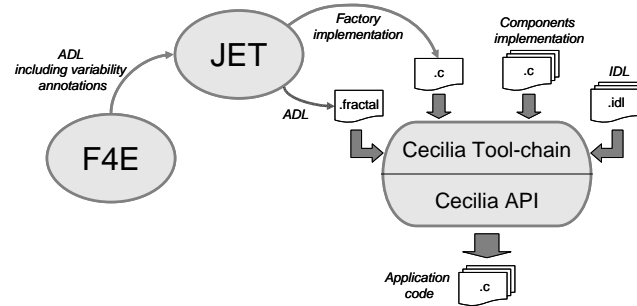 ADL
including variability
annotations
F4E
JET
Factory
implementation
ADL
.fractal
.c
Components
implementation
.c
IDL
.idl
Cecilia Tool-chain
Cecilia API
Application
code
.c